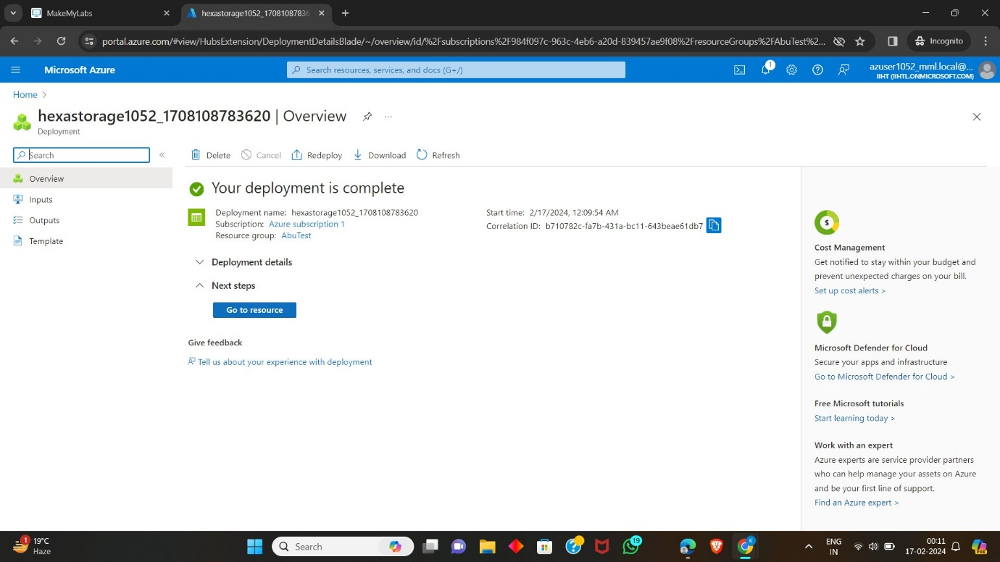 MakeMyLabs
hexastorage1052_17081087836
portal.azure.com/#view/HubsExtension/DeploymentDetailsBlade/~/overview/id/%2Fsubscriptions%2F984f097c-963c-4eb6-a20d-839457ae9f08%2FresourceGroups%2FAbuTest%2...
Incognito
Microsoft Azure
Search resources, services, and docs (G+/)
1
azuser1052_mml.local@...
IIHT (IIHTL.ONMICROSOFT.COM)
Home >
hexastorage1052_1708108783620 | Overview
...
Deployment
Search
«
Delete
Cancel
Redeploy
Download
Refresh
Overview
Inputs
Outputs
Template
Your deployment is complete
Deployment name: hexastorage1052_1708108783620
Subscription: Azure subscription 1
Resource group: AbuTest
Start time: 2/17/2024, 12:09:54 AM
Correlation ID: b710782c-fa7b-431a-bc11-643beae61db7
Deployment details
Next steps
Go to resource
Give feedback
Tell us about your experience with deployment
$
Cost Management
Get notified to stay within your budget and
prevent unexpected charges on your bill.
Set up cost alerts >
Microsoft Defender for Cloud
Secure your apps and infrastructure
Go to Microsoft Defender for Cloud >
Free Microsoft tutorials
Start learning today >
Work with an expert
Azure experts are service provider partners
who can help manage your assets on Azure
and be your first line of support.
Find an Azure expert >
1
19°C
Haze
Search
19
K
ENG
IN
00:11
17-02-2024
PRE